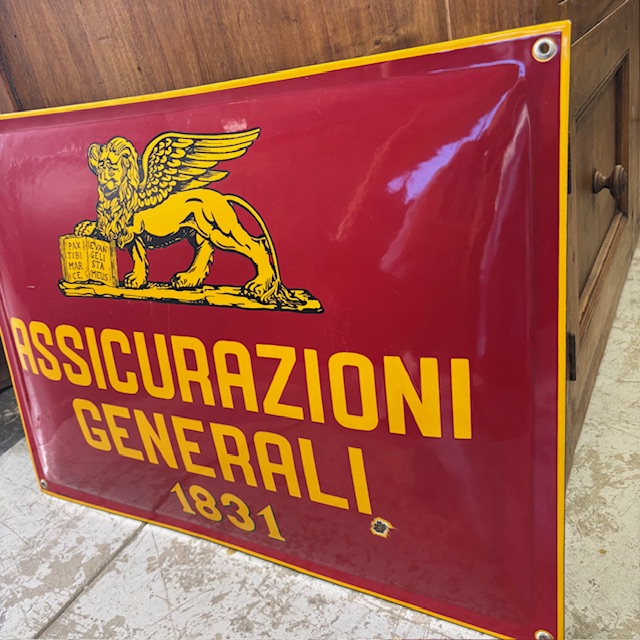 PAX
TIBI
MAR
CE.
EVAN
GELI
STA
MEUS
ASSICURAZIONI
GENERALI
1831